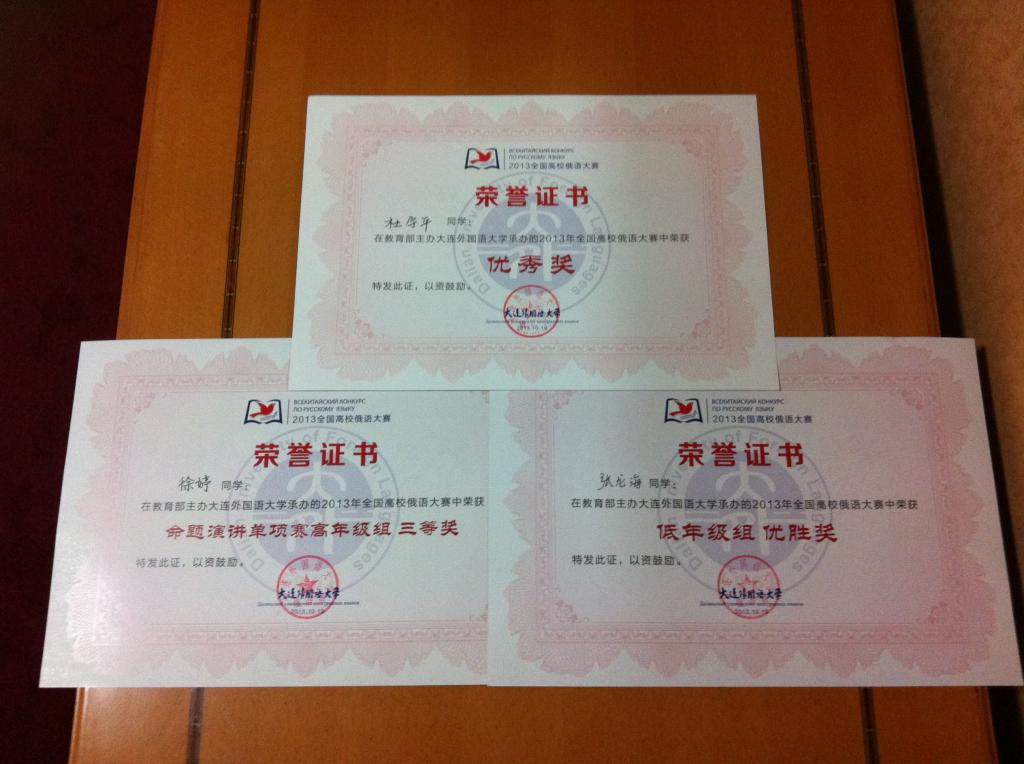 ВСЕКИТАЙСКИЙ КОНКУРС
ПО РУССКОМУ ЯЗЫКУ
2013全国高校俄语大赛
荣誉证书
同学:
在教育部主办大连外国语大学承办的2013年全国高校俄语大赛中荣获
优秀奖
特发此证，以资鼓励。
大连外国语大学
2013.10.19
ВСЕКИТАЙСКИЙ КОНКУРС
ПО РУССКОМУ ЯЗЫКУ
2013全国高校俄语大赛
荣誉证书
徐婷 同学:
在教育部主办大连外国语大学承办的2013年全国高校俄语大赛中荣获
命题演讲单项赛高年级组 三等奖
特发此证，以资鼓励。
大连外国语大学
2013.10.19
ВСЕКИТАЙСКИЙ КОНКУРС
ПО РУССКОМУ ЯЗЫКУ
2013全国高校俄语大赛
荣誉证书
张龙海 同学:
在教育部主办大连外国语大学承办的2013年全国高校俄语大赛中荣获
低年级组 优胜奖
特发此证，以资鼓励。
大连外国语大学
2013.10.19